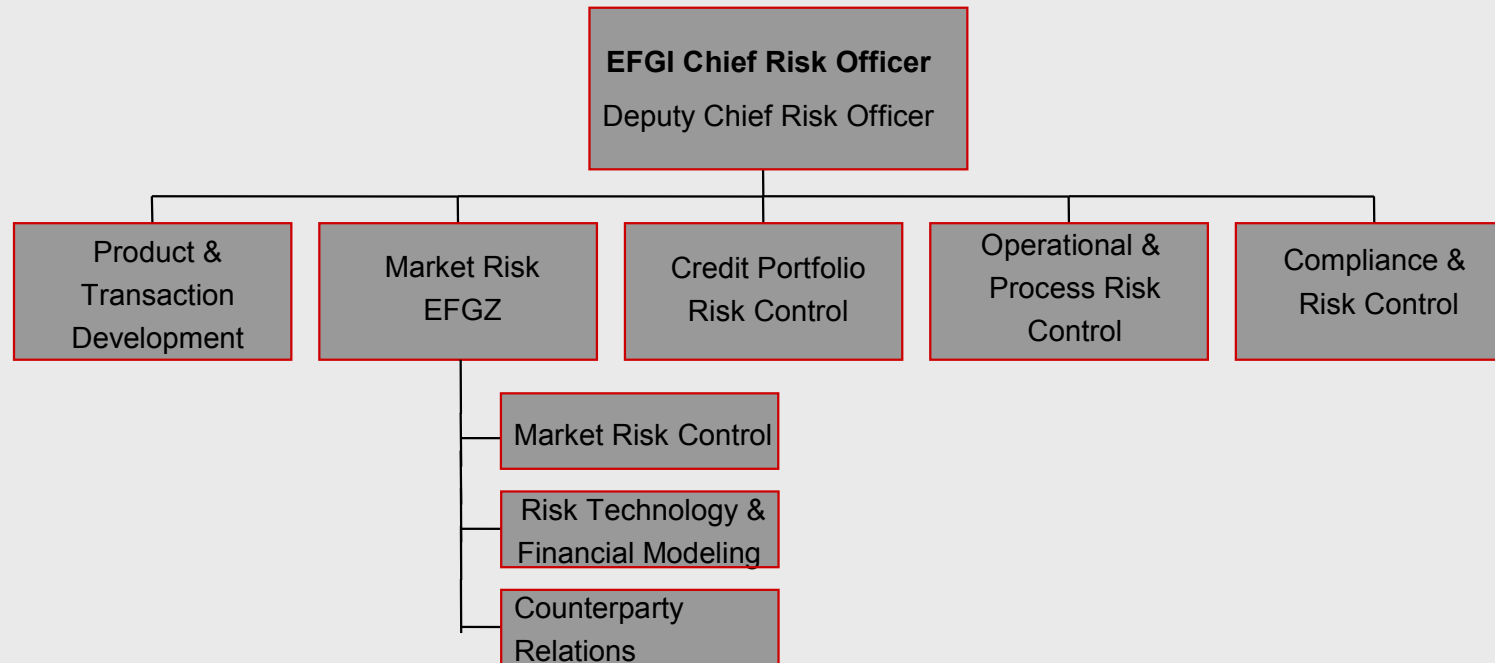 EFGI Chief Risk Officer
Deputy Chief Risk Officer
Product &
Transaction
Development
Market Risk
EFGZ
Credit Portfolio
Risk Control
Operational &
Process Risk
Control
Compliance &
Risk Control
Market Risk Control
Risk Technology &
Financial Modeling
Counterparty
Relations